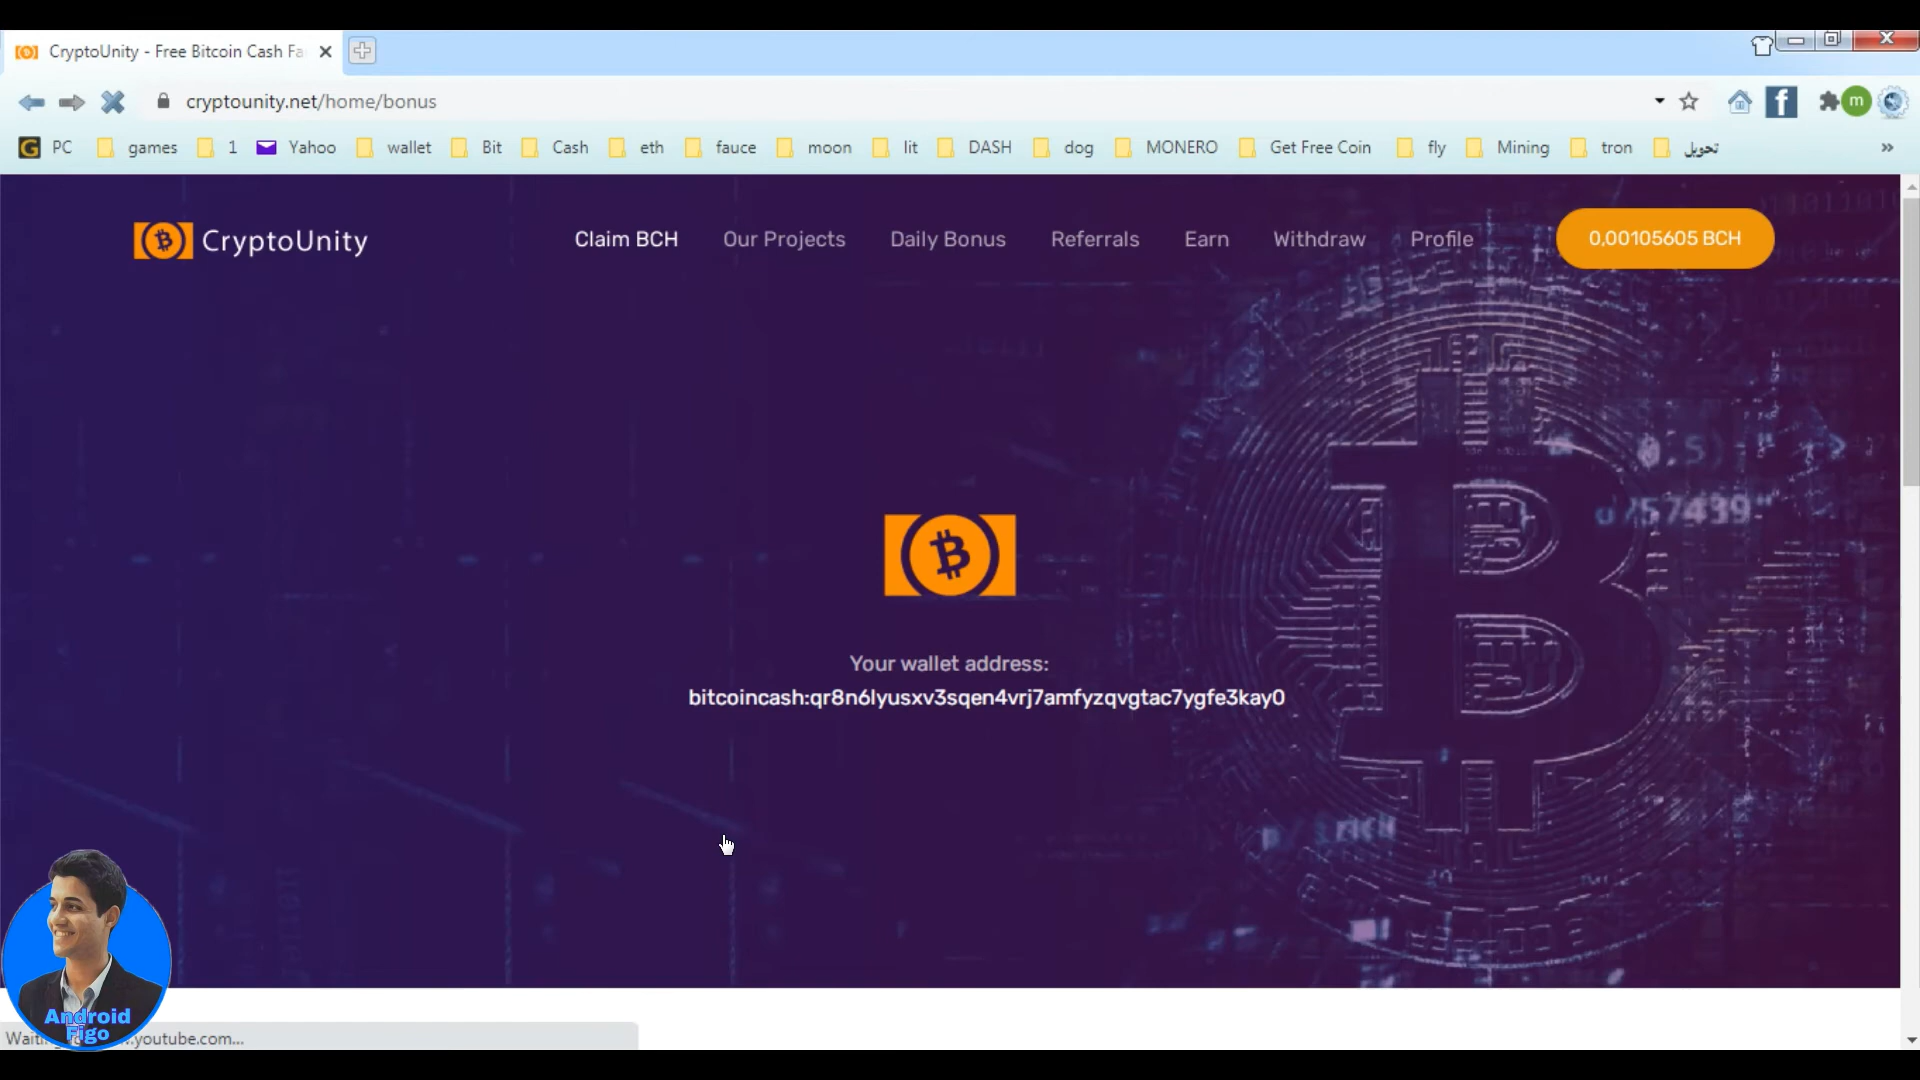 CryptoUnity - Free Bitcoin Cash Fa
cryptounity.net/home/bonus
f
m
G PC games 1 Yahoo wallet Bit Cash eth fauce moon lit DASH dog MONERO Get Free Coin fly Mining tron تحويل »
CryptoUnity Claim BCH Our Projects Daily Bonus Referrals Earn Withdraw Profile 0,00105605 BCH
Your wallet address:
bitcoincash:qr8n6lyusxv3sqen4vrj7amfyzqvgtac7ygfe3kay0
Android
Figo
.youtube.com...